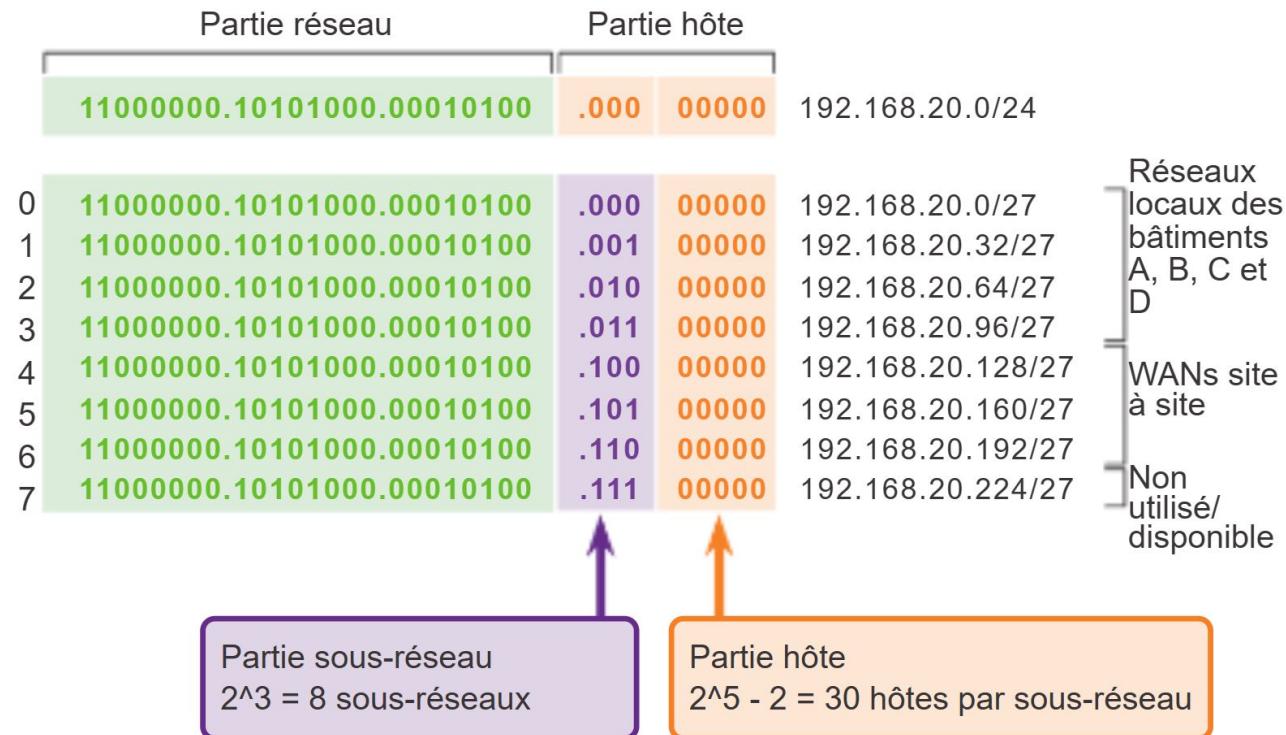 Partie réseau Partie hôte
11000000.10101000.00010100 .000 00000 192.168.20.0/24
0 11000000.10101000.00010100 .000 00000 192.168.20.0/27
1 11000000.10101000.00010100 .001 00000 192.168.20.32/27
2 11000000.10101000.00010100 .010 00000 192.168.20.64/27
3 11000000.10101000.00010100 .011 00000 192.168.20.96/27
4 11000000.10101000.00010100 .100 00000 192.168.20.128/27
5 11000000.10101000.00010100 .101 00000 192.168.20.160/27
6 11000000.10101000.00010100 .110 00000 192.168.20.192/27
7 11000000.10101000.00010100 .111 00000 192.168.20.224/27
Réseaux
locaux des
bâtiments
A, B, C et
D
WANs site
à site
Non
utilisé/
disponible
Partie sous-réseau
2^3 = 8 sous-réseaux
Partie hôte
2^5 - 2 = 30 hôtes par sous-réseau